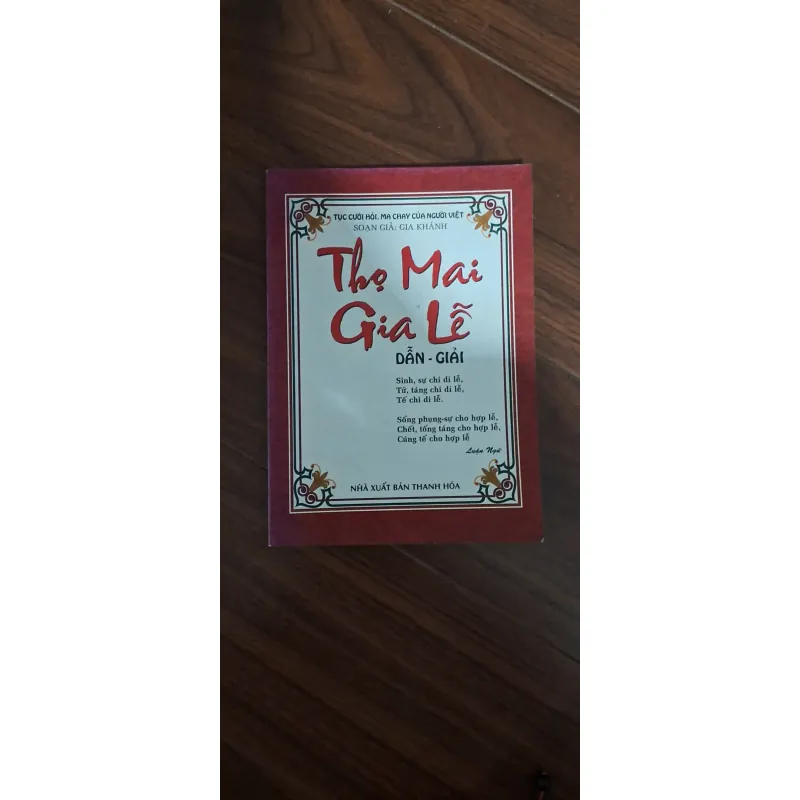 TỤC CƯỚI HỎI, MA CHAY CỦA NGƯỜI VIỆT
SOẠN GIẢ: GIA KHÁNH
Thọ Mai
Gia Lễ
DẪN - GIẢI
Sinh, sự chi dĩ lễ,
Tử, táng chi dĩ lễ,
Tế chi dĩ lễ.
Sống phụng-sự cho hợp lễ,
Chết, tống táng cho hợp lễ,
Cúng tế cho hợp lễ
Luận Ngữ
NHÀ XUẤT BẢN THANH HÓA